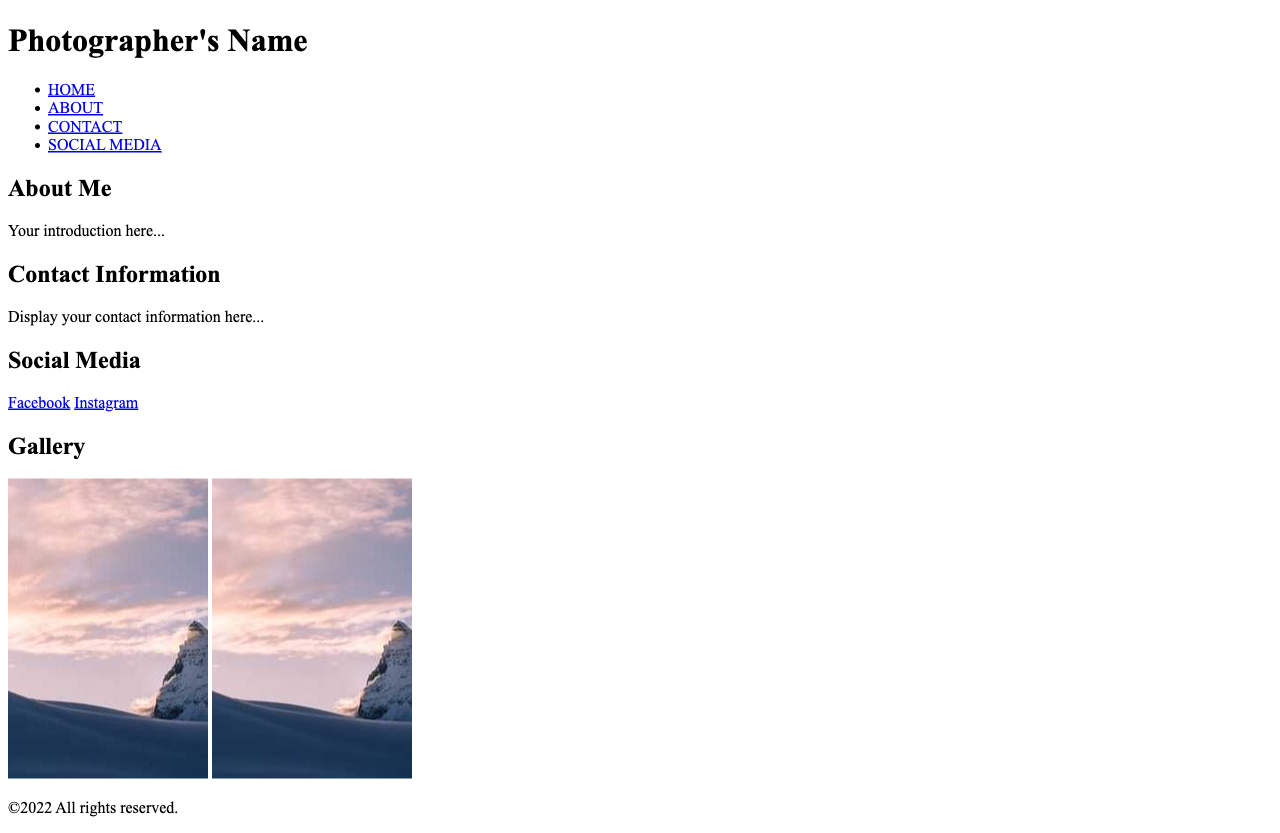 Photographer's Name
HOME
ABOUT
CONTACT
SOCIAL MEDIA
About Me
Your introduction here...
Contact Information
Display your contact information here...
Social Media
Facebook Instagram
Gallery
©2022 All rights reserved.